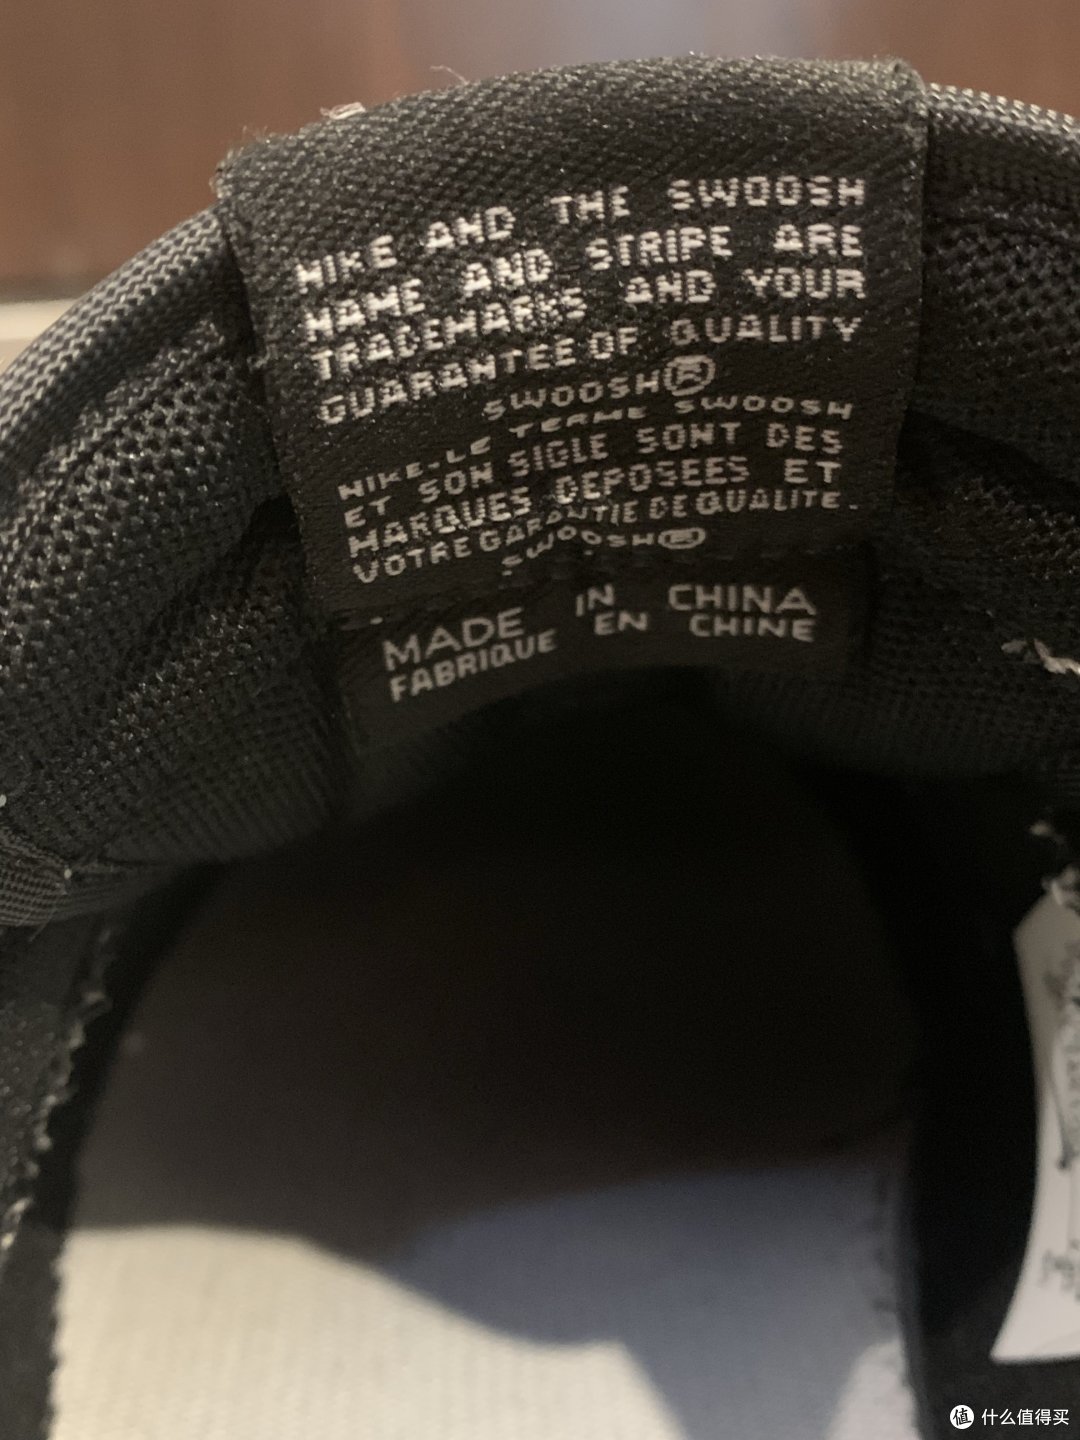 NIKE AND THE SWOOSH
NAME AND STRIPE ARE
TRADEMARKS AND YOUR
GUARANTEE OF QUALITY
SWOOSH®
NIKE-LE TERME SWOOSH
ET SON SIGLE SONT DES
MARQUES DEPOSEES ET
VOTRE GARANTIE DE QUALITE.
SWOOSH®
MADE IN CHINA
FABRIQUE EN CHINE
值 什么值得买